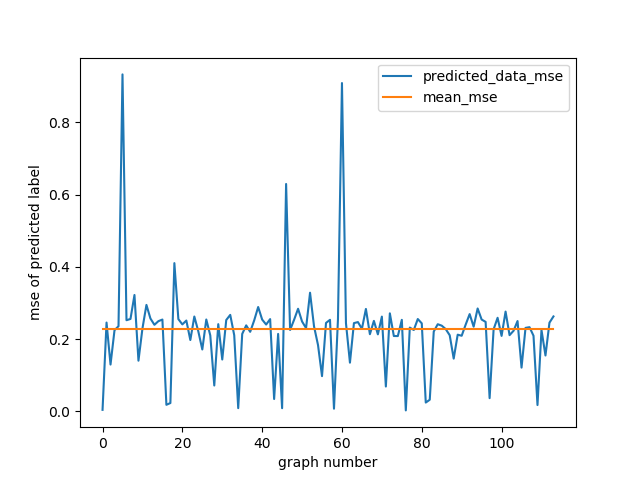 predicted_data_mse
mean_mse
mse of predicted label
0.8
0.6
0.4
0.2
0.0
0 20 40 60 80 100
graph number